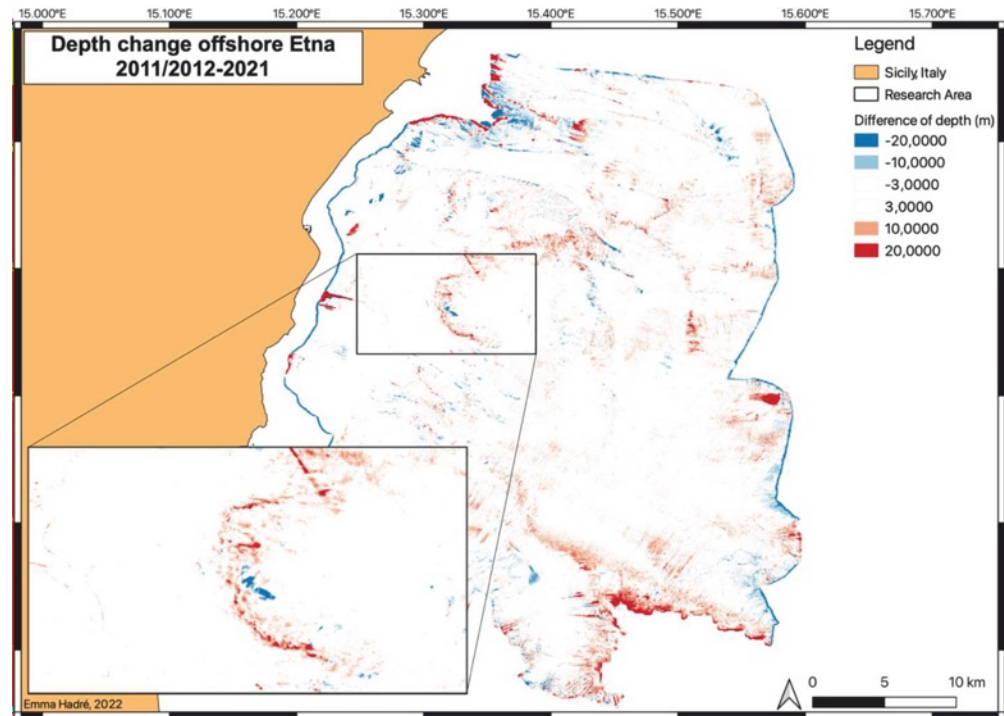 15.000°E 15.100°E 15.200°E 15.300°E 15.400°E 15.500°E 15.600°E 15.700°E
Depth change offshore Etna
2011/2012-2021
Legend
Sicily, Italy
Research Area
Difference of depth (m)
-20,0000
-10,0000
-3,0000
3,0000
10,0000
20,0000
Emma Hadré, 2022
0 5 10 km